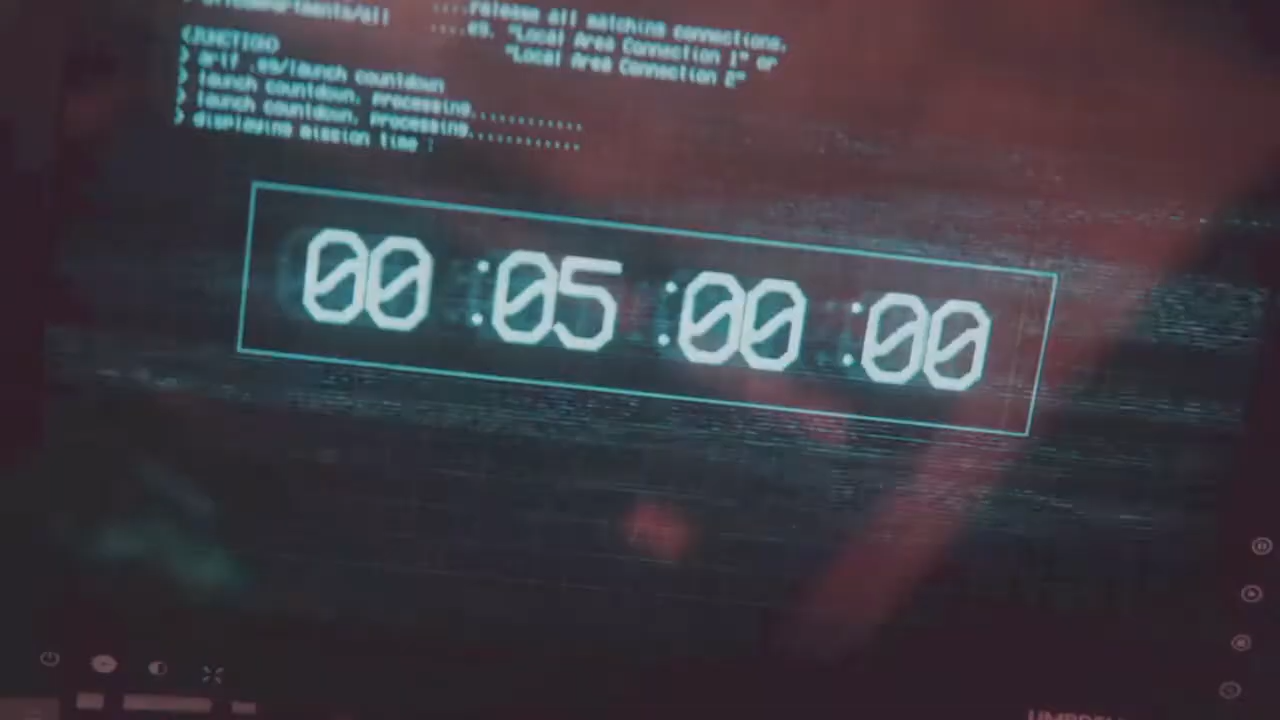 ....release all matching connections,
....eg. "Local Area Connection 1" or
"Local Area Connection 2"
(JUNCTION)
> launch countdown
> launch countdown, processing............
> launch countdown, processing............
> displaying mission time :
00 :05 :00 :00